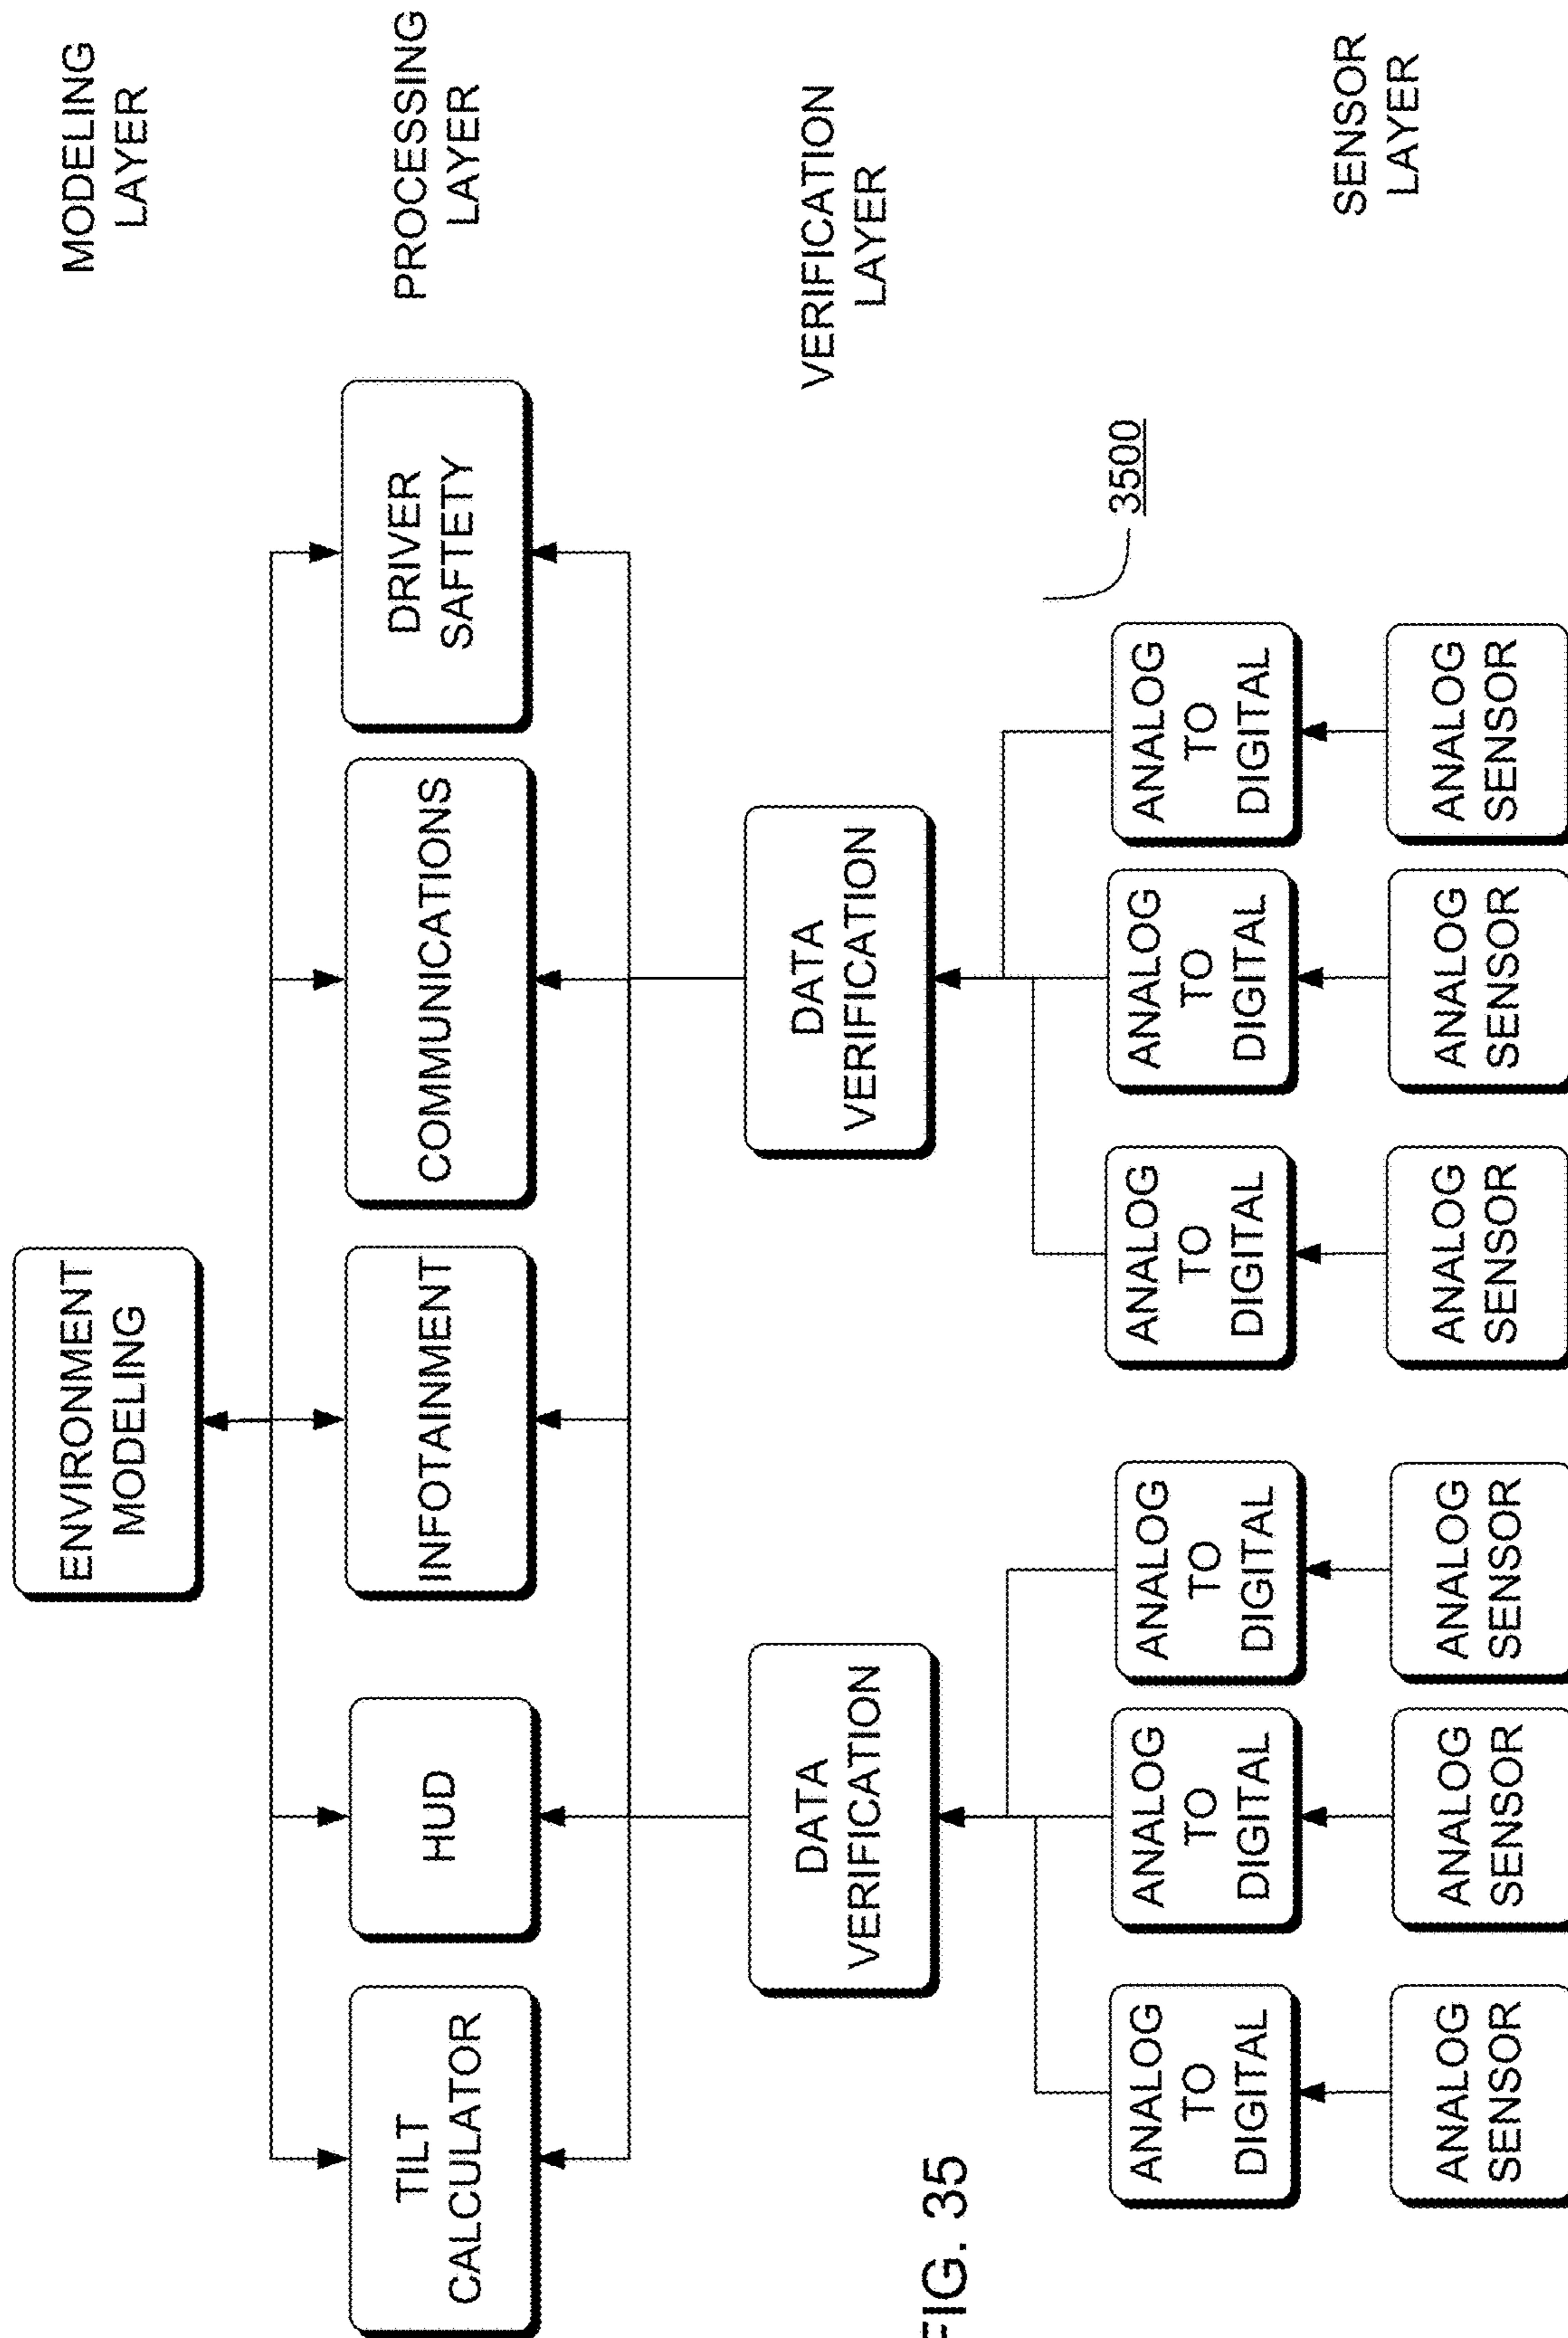 ENVIRONMENT
MODELING
MODELING
LAYER
TILT
CALCULATOR
HUD
INFOTAINMENT
COMMUNICATIONS
DRIVER
SAFTETY
PROCESSING
LAYER
DATA
VERIFICATION
DATA
VERIFICATION
VERIFICATION
LAYER
FIG. 35
3500
ANALOG
TO
DIGITAL
ANALOG
TO
DIGITAL
ANALOG
TO
DIGITAL
ANALOG
TO
DIGITAL
ANALOG
TO
DIGITAL
ANALOG
TO
DIGITAL
ANALOG
SENSOR
ANALOG
SENSOR
ANALOG
SENSOR
ANALOG
SENSOR
ANALOG
SENSOR
ANALOG
SENSOR
SENSOR
LAYER